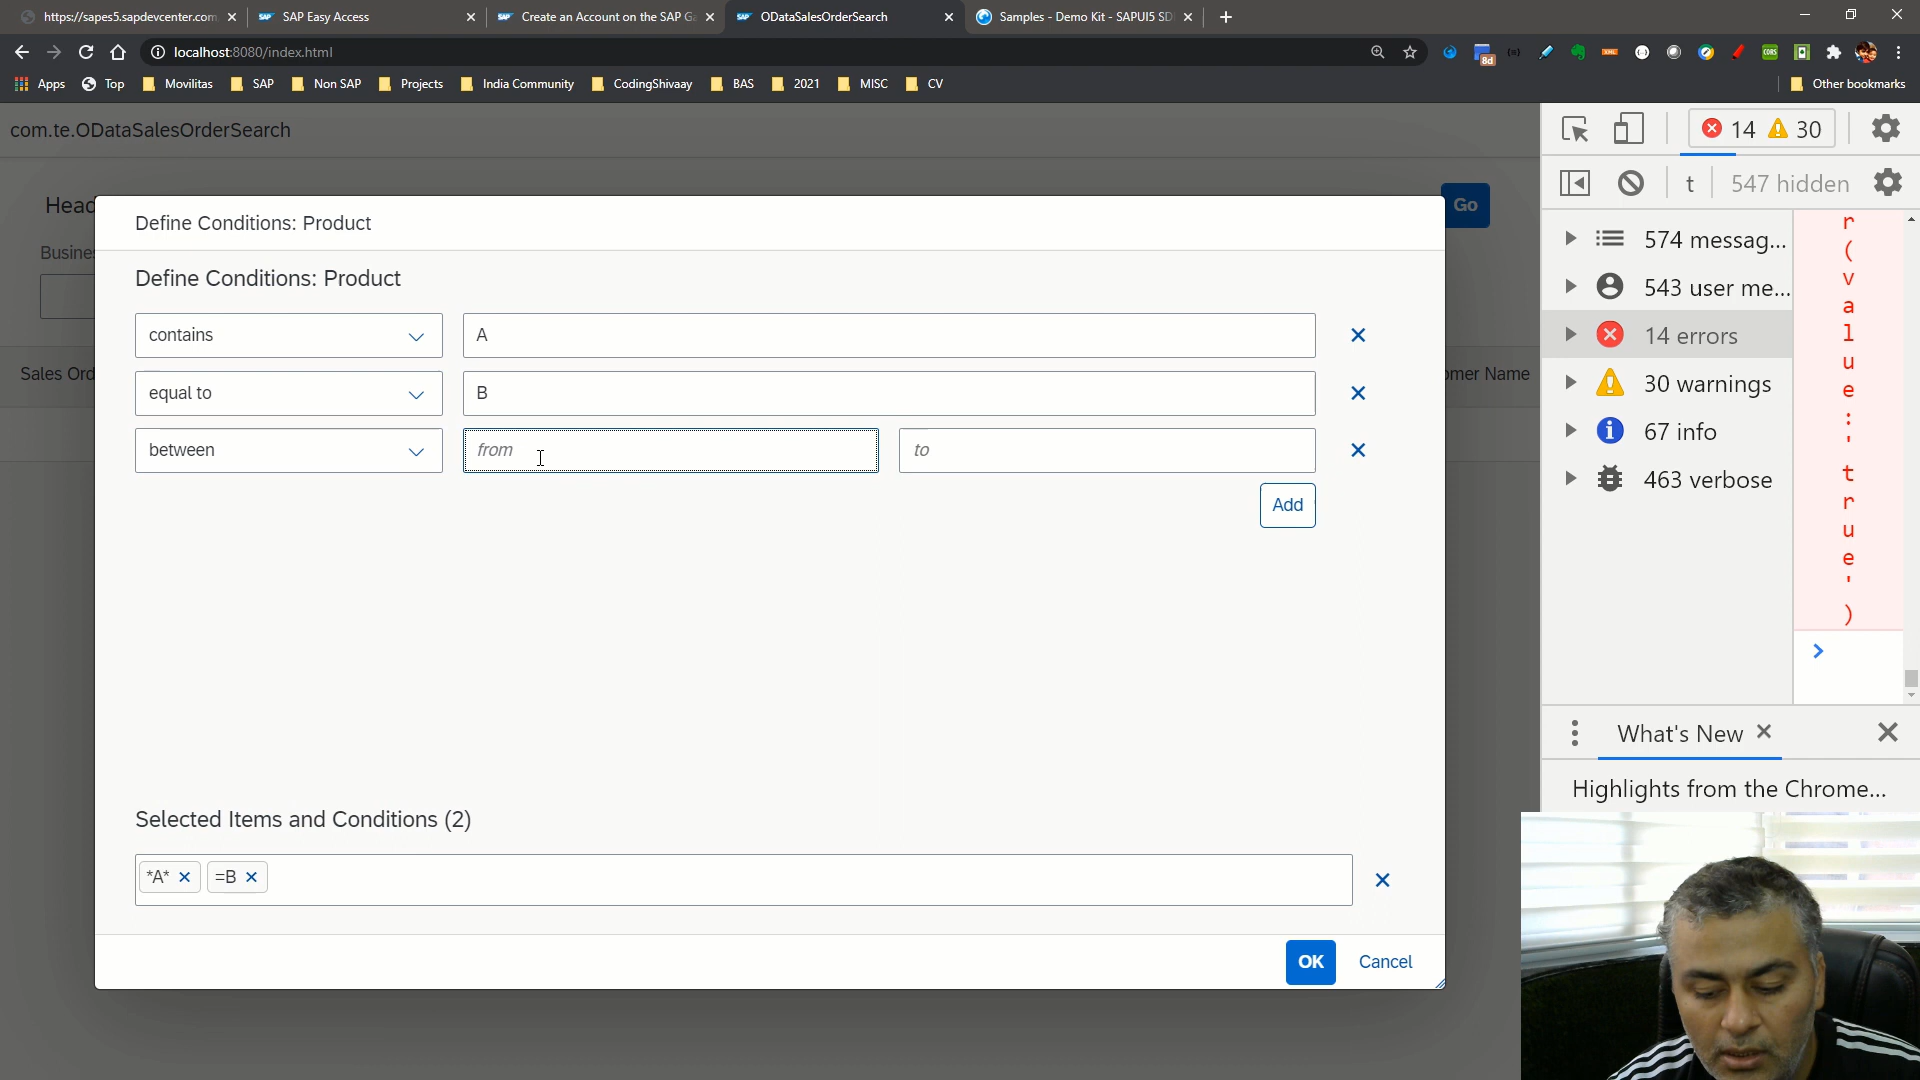 https://sapes5.sapdevcenter.com
SAP Easy Access
Create an Account on the SAP Ga
ODataSalesOrderSearch
Samples - Demo Kit - SAPUI5 SD
localhost:8080/index.html
8d
CORS
Apps
Top
Movilitas
SAP
Non SAP
Projects
India Community
CodingShivaay
BAS
2021
MISC
CV
Other bookmarks
com.te.ODataSalesOrderSearch
Head
Go
Busines
Sales Ord
omer Name
Define Conditions: Product
Define Conditions: Product
contains
A
equal to
B
between
from
to
Add
Selected Items and Conditions (2)
*A*
=B
OK
Cancel
14
30
t
547 hidden
574 messag...
543 user me...
14 errors
30 warnings
67 info
463 verbose
r
(
v
a
l
u
e
:
'
t
r
u
e
'
)
What's New
Highlights from the Chrome...